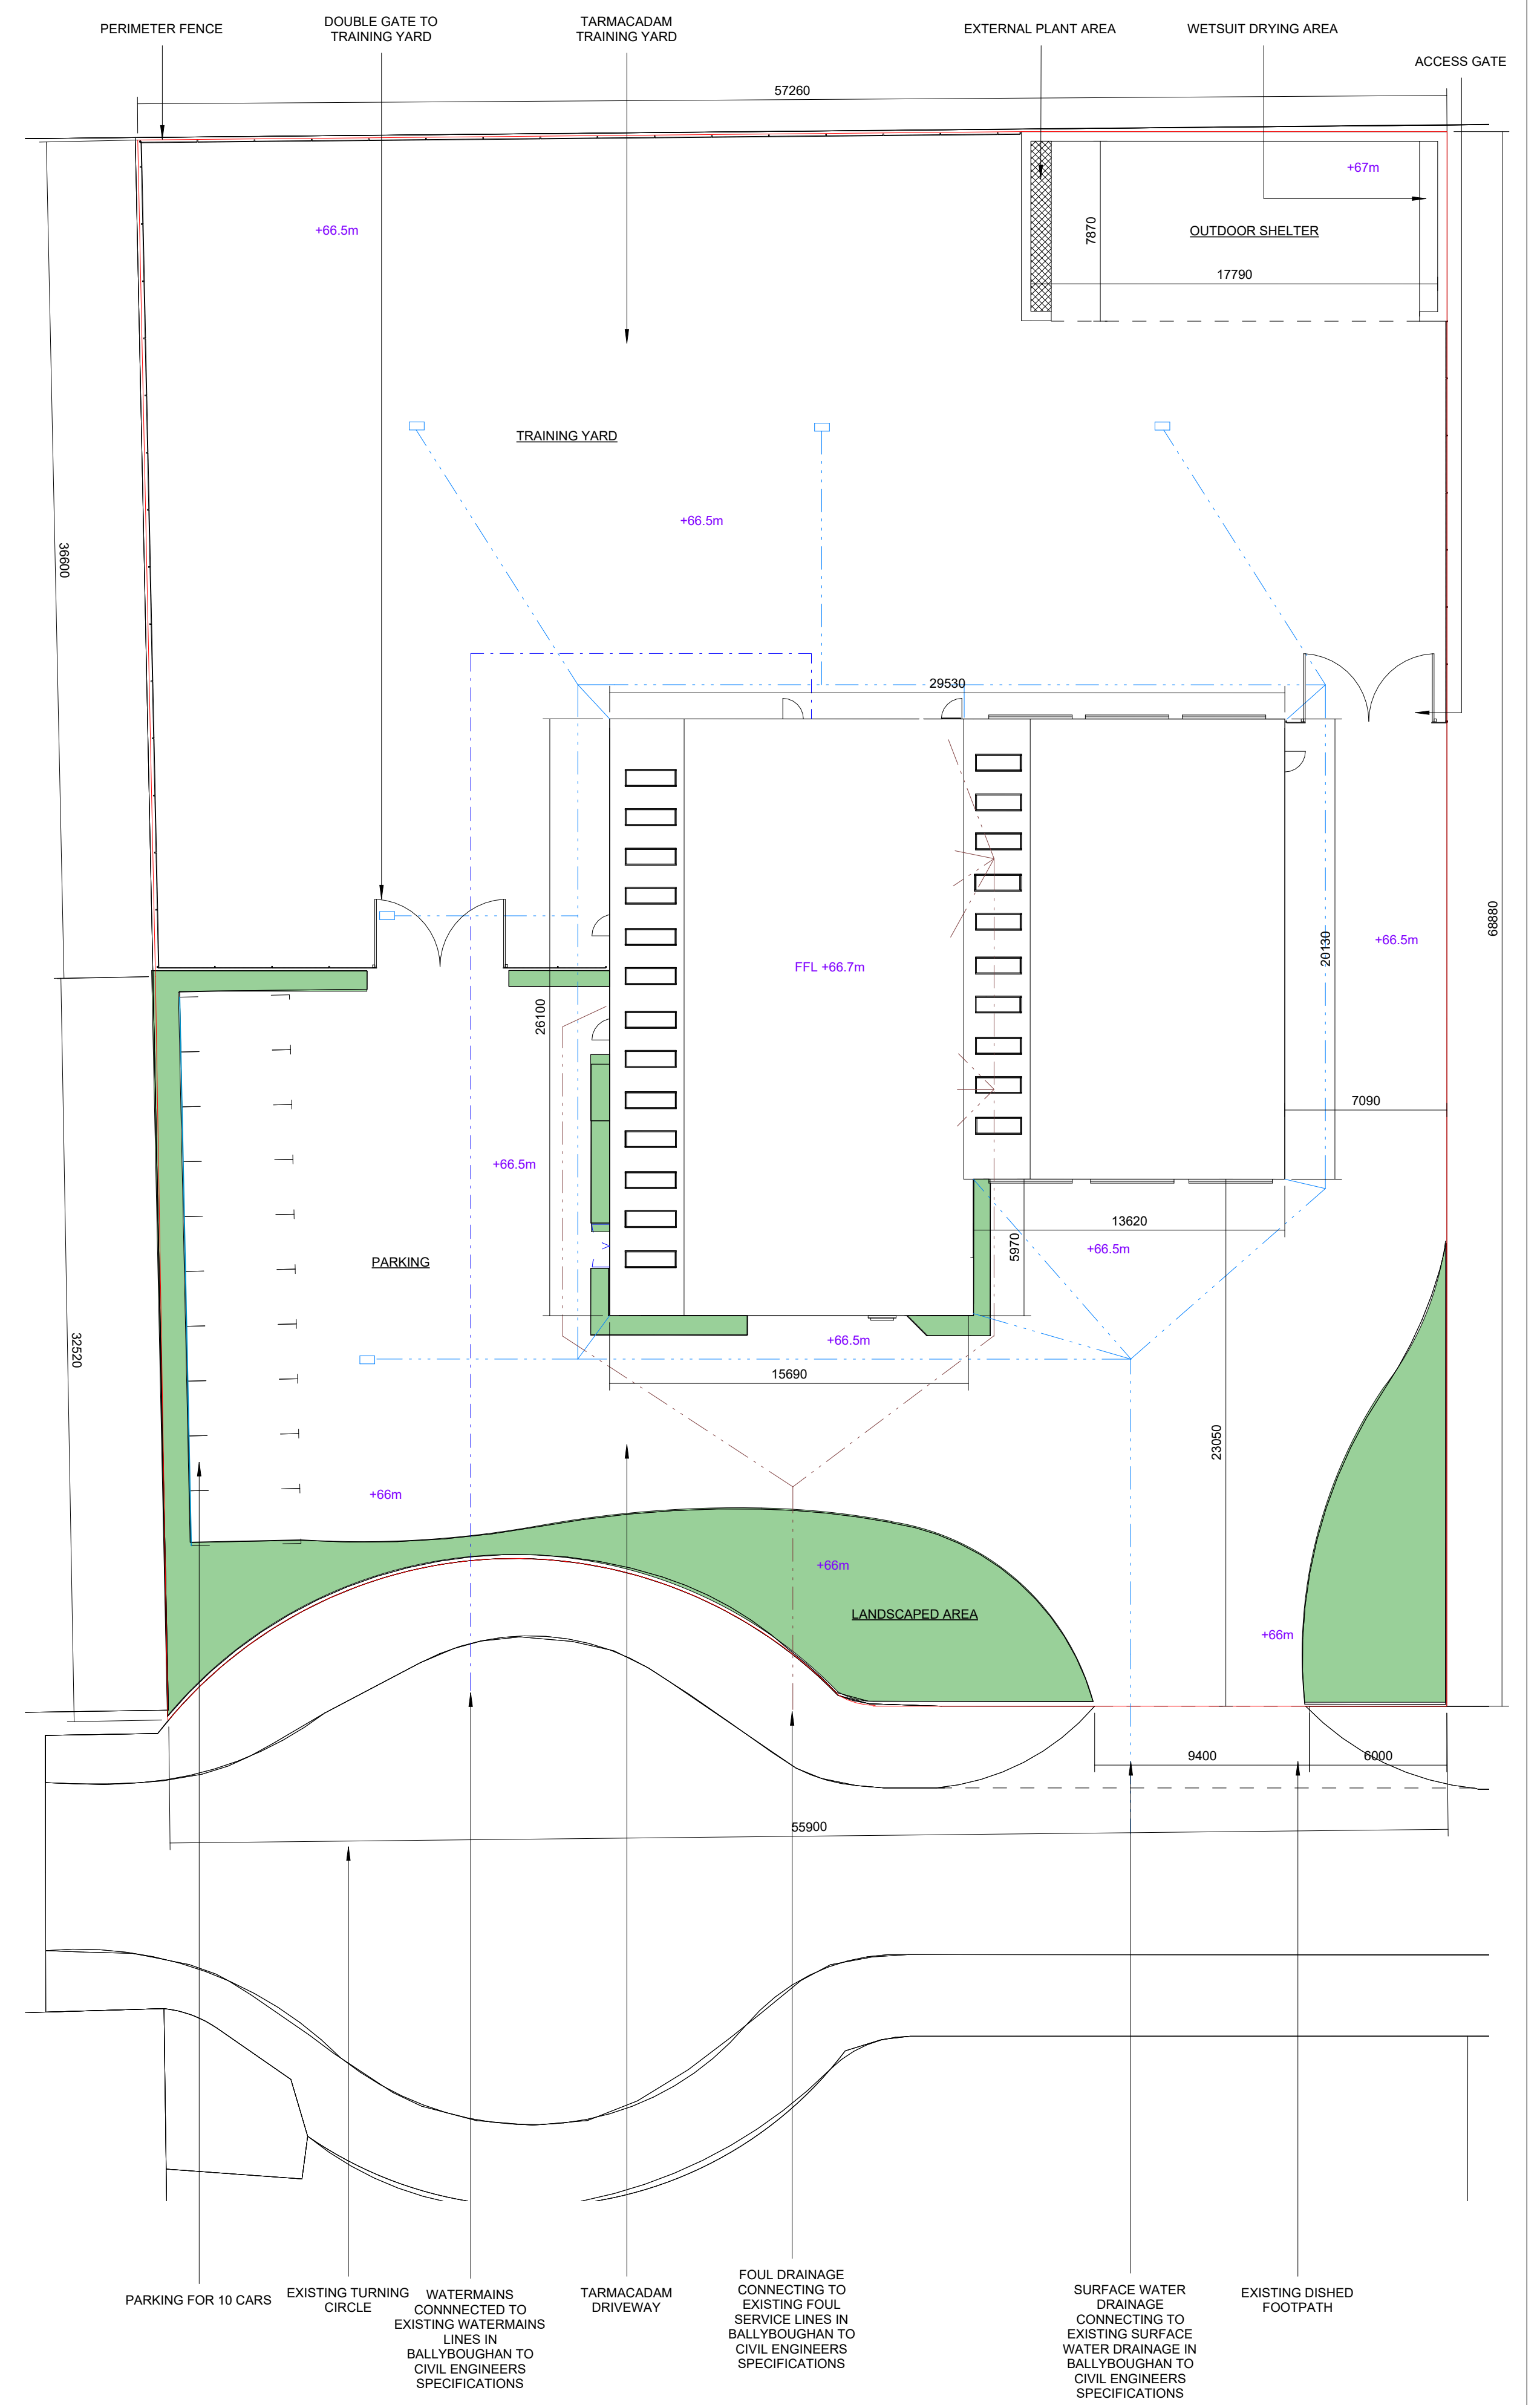 PERIMETER FENCE
DOUBLE GATE TO
TRAINING YARD
TARMACADAM
TRAINING YARD
EXTERNAL PLANT AREA
WETSUIT DRYING AREA
ACCESS GATE
57260
+67m
+66.5m
7870
OUTDOOR SHELTER
17790
TRAINING YARD
+66.5m
36600
29530
68880
20130
+66.5m
FFL +66.7m
26100
7090
+66.5m
13620
5970
+66.5m
PARKING
+66.5m
32520
15690
23050
+66m
+66m
LANDSCAPED AREA
+66m
9400
6000
55900
PARKING FOR 10 CARS
EXISTING TURNING
CIRCLE
WATERMAINS
CONNNECTED TO
EXISTING WATERMAINS
LINES IN
BALLYBOUGHAN TO
CIVIL ENGINEERS
SPECIFICATIONS
TARMACADAM
DRIVEWAY
FOUL DRAINAGE
CONNECTING TO
EXISTING FOUL
SERVICE LINES IN
BALLYBOUGHAN TO
CIVIL ENGINEERS
SPECIFICATIONS
SURFACE WATER
DRAINAGE
CONNECTING TO
EXISTING SURFACE
WATER DRAINAGE IN
BALLYBOUGHAN TO
CIVIL ENGINEERS
SPECIFICATIONS
EXISTING DISHED
FOOTPATH